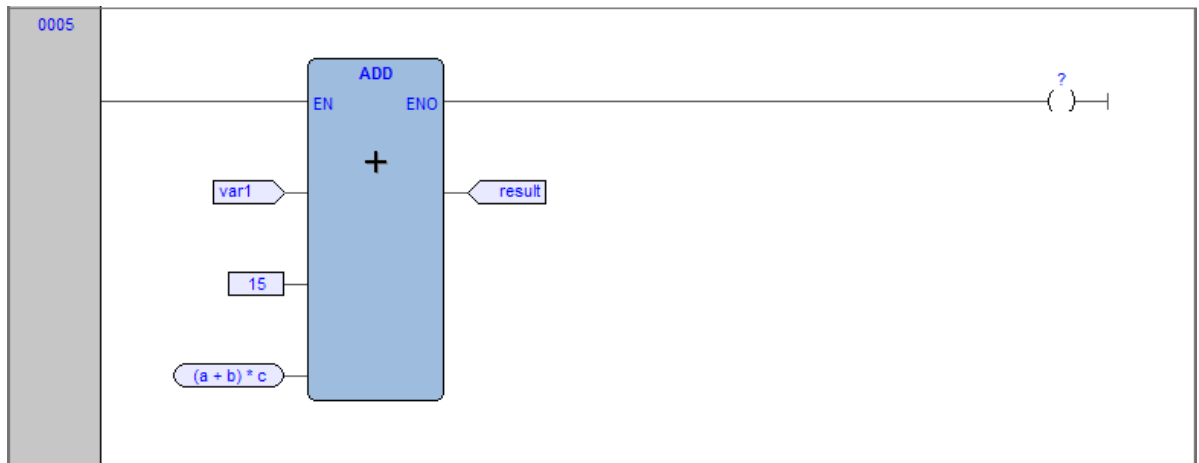 0005
ADD
?
EN ENO
+
var1 result
15
(a + b) * c